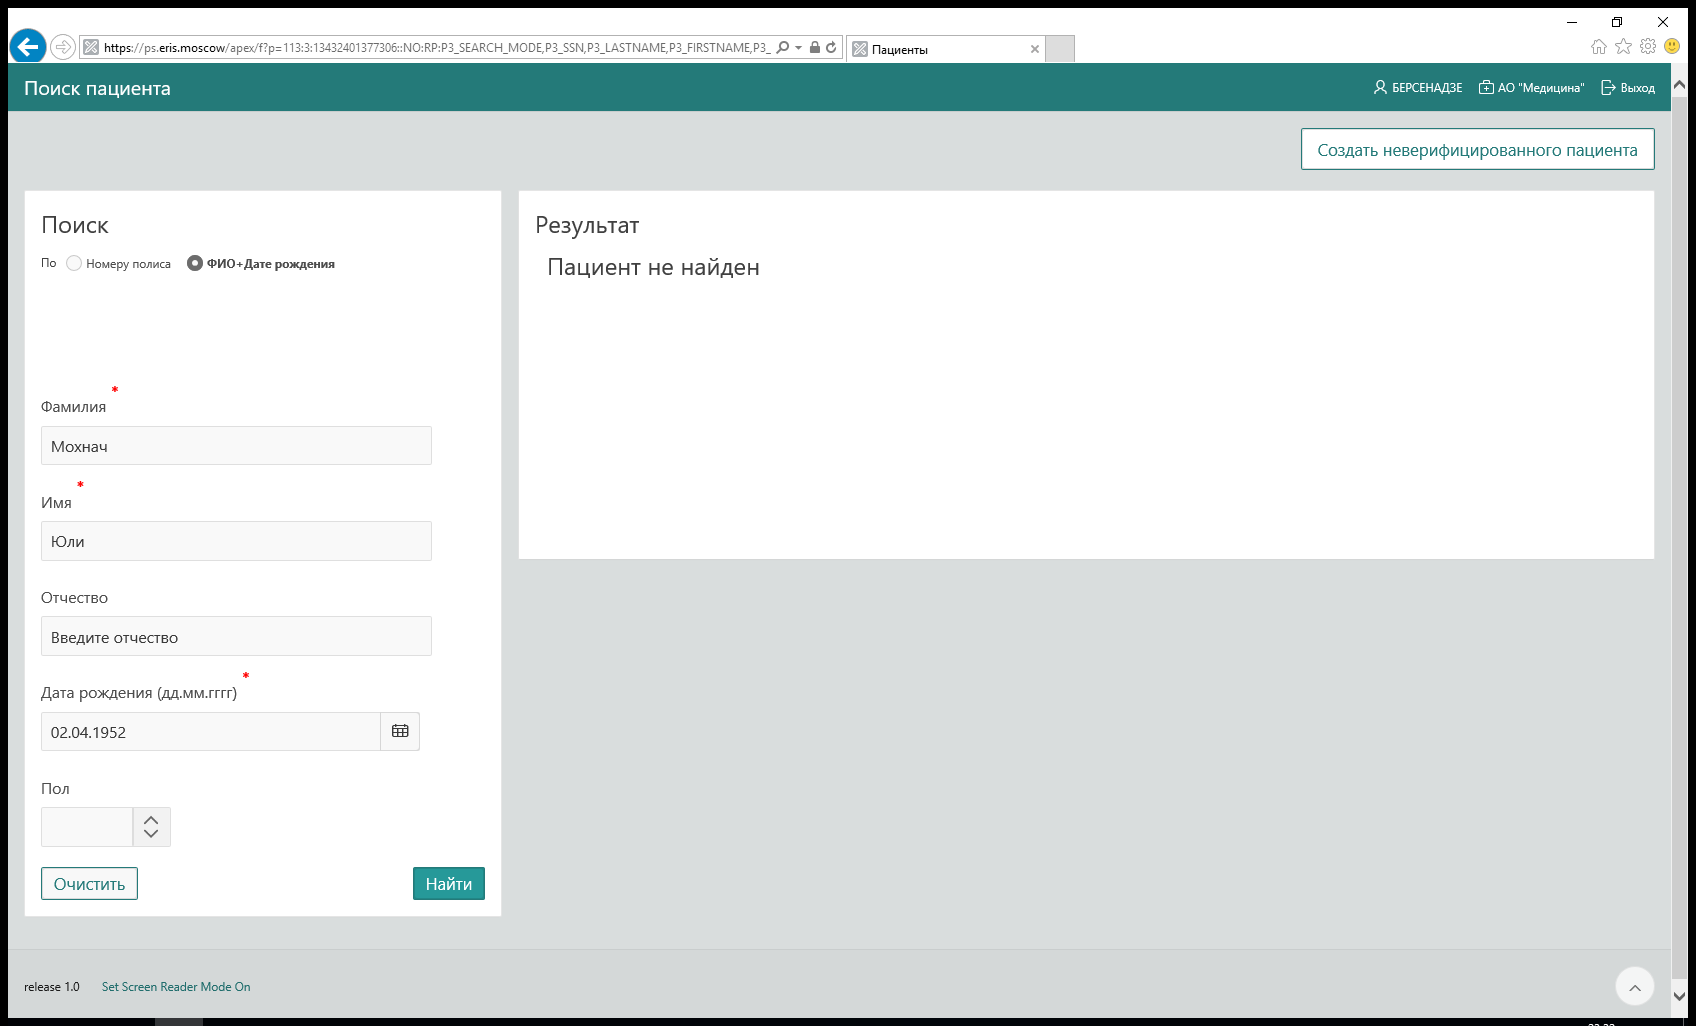 https://ps.eris.moscow/apex/f?p=113:3:13432401377306::NO:RP:P3_SEARCH_MODE,P3_SSN,P3_LASTNAME,P3_FIRSTNAME,P3_
Пациенты
Поиск пациента
БЕРСЕНАДЗЕ
АО "Медицина"
Выход
Создать неверифицированного пациента
Поиск
По
Номеру полиса
ФИО+Дате рождения
Результат
Пациент не найден
Фамилия *
Мохнач
Имя *
Юли
Отчество
Введите отчество
Дата рождения (дд.мм.гггг) *
02.04.1952
Пол
Очистить
Найти
release 1.0
Set Screen Reader Mode On